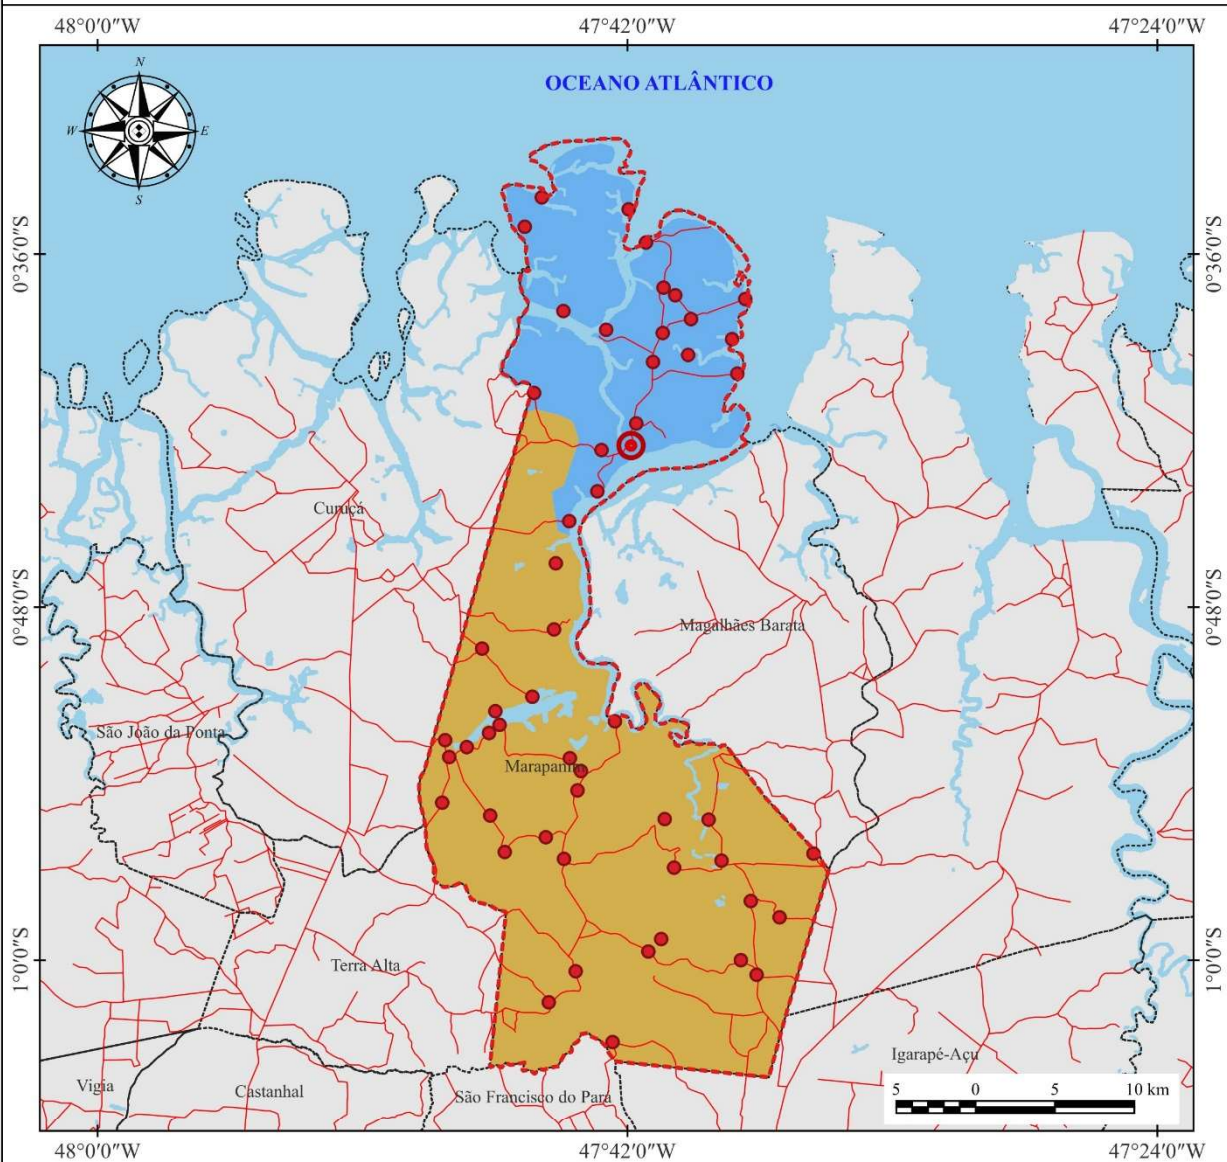 48°0'0"W 47°42'0"W 47°24'0"W
OCEANO ATLÂNTICO
N
W E
S
0°36'0"S 0°36'0"S
Curuçá
0°48'0"S 0°48'0"S
Magalhães Barata
São João da Ponta
Marapanim
1°0'0"S 1°0'0"S
Terra Alta
Igarapé-Açu
Vigia
Castanhal
São Francisco do Pará
5 0 5 10 km
48°0'0"W 47°42'0"W 47°24'0"W